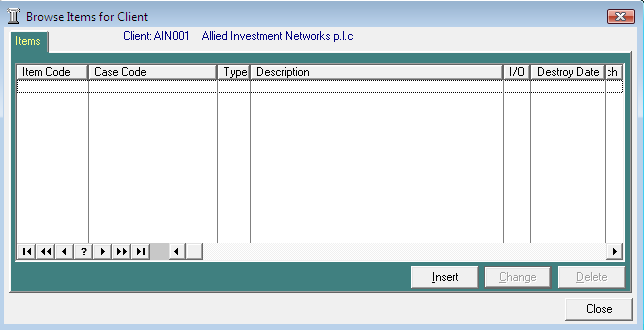 Browse Items for Client
Client: AIN001 Allied Investment Networks p.l.c
Items
Item Code Case Code Type Description I/O Destroy Date ch
?
Insert Change Delete
Close